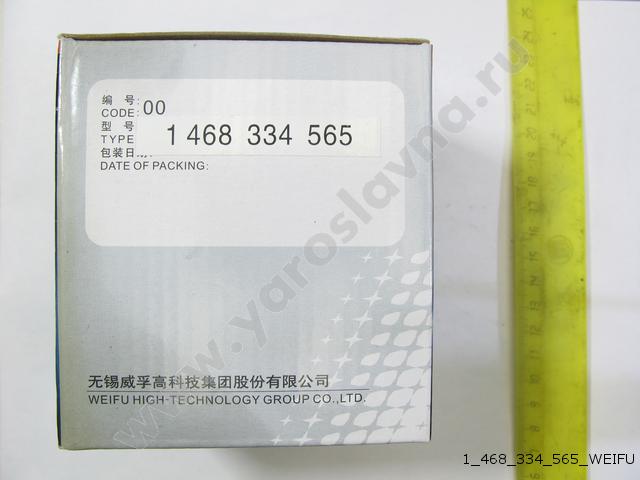 编 号:
CODE: 00
型 号
TYPE 1 468 334 565
包装日期:
DATE OF PACKING:
无锡威孚高科技集团股份有限公司
WEIFU HIGH-TECHNOLOGY GROUP CO.,LTD.
www.yaroslavna.ru
1_468_334_565_WEIFU